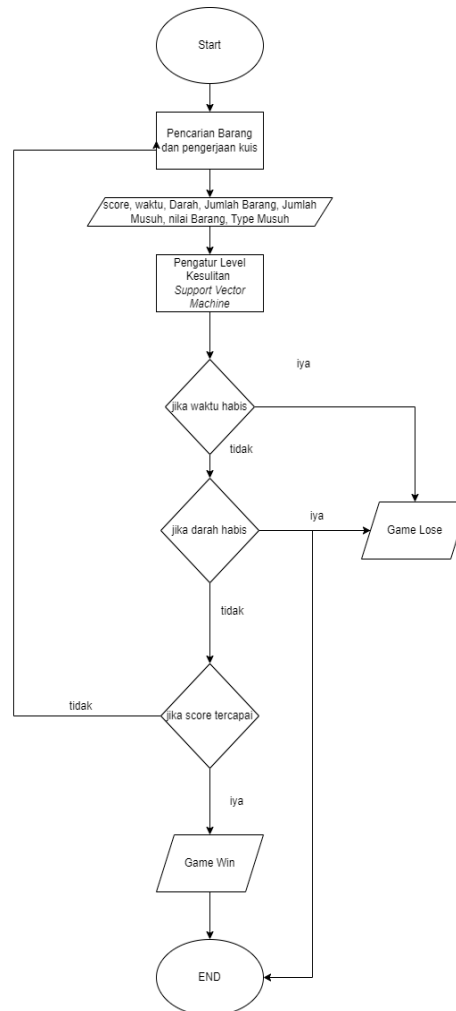 Start
Pencarian Barang
dan pengerjaan kuis
score, waktu, Darah, Jumlah Barang, Jumlah
Musuh, nilai Barang, Type Musuh
Pengatur Level
Kesulitan
Support Vector
Machine
iya
jika waktu habis
tidak
iya
jika darah habis
Game Lose
tidak
tidak
jika score tercapai
iya
Game Win
END